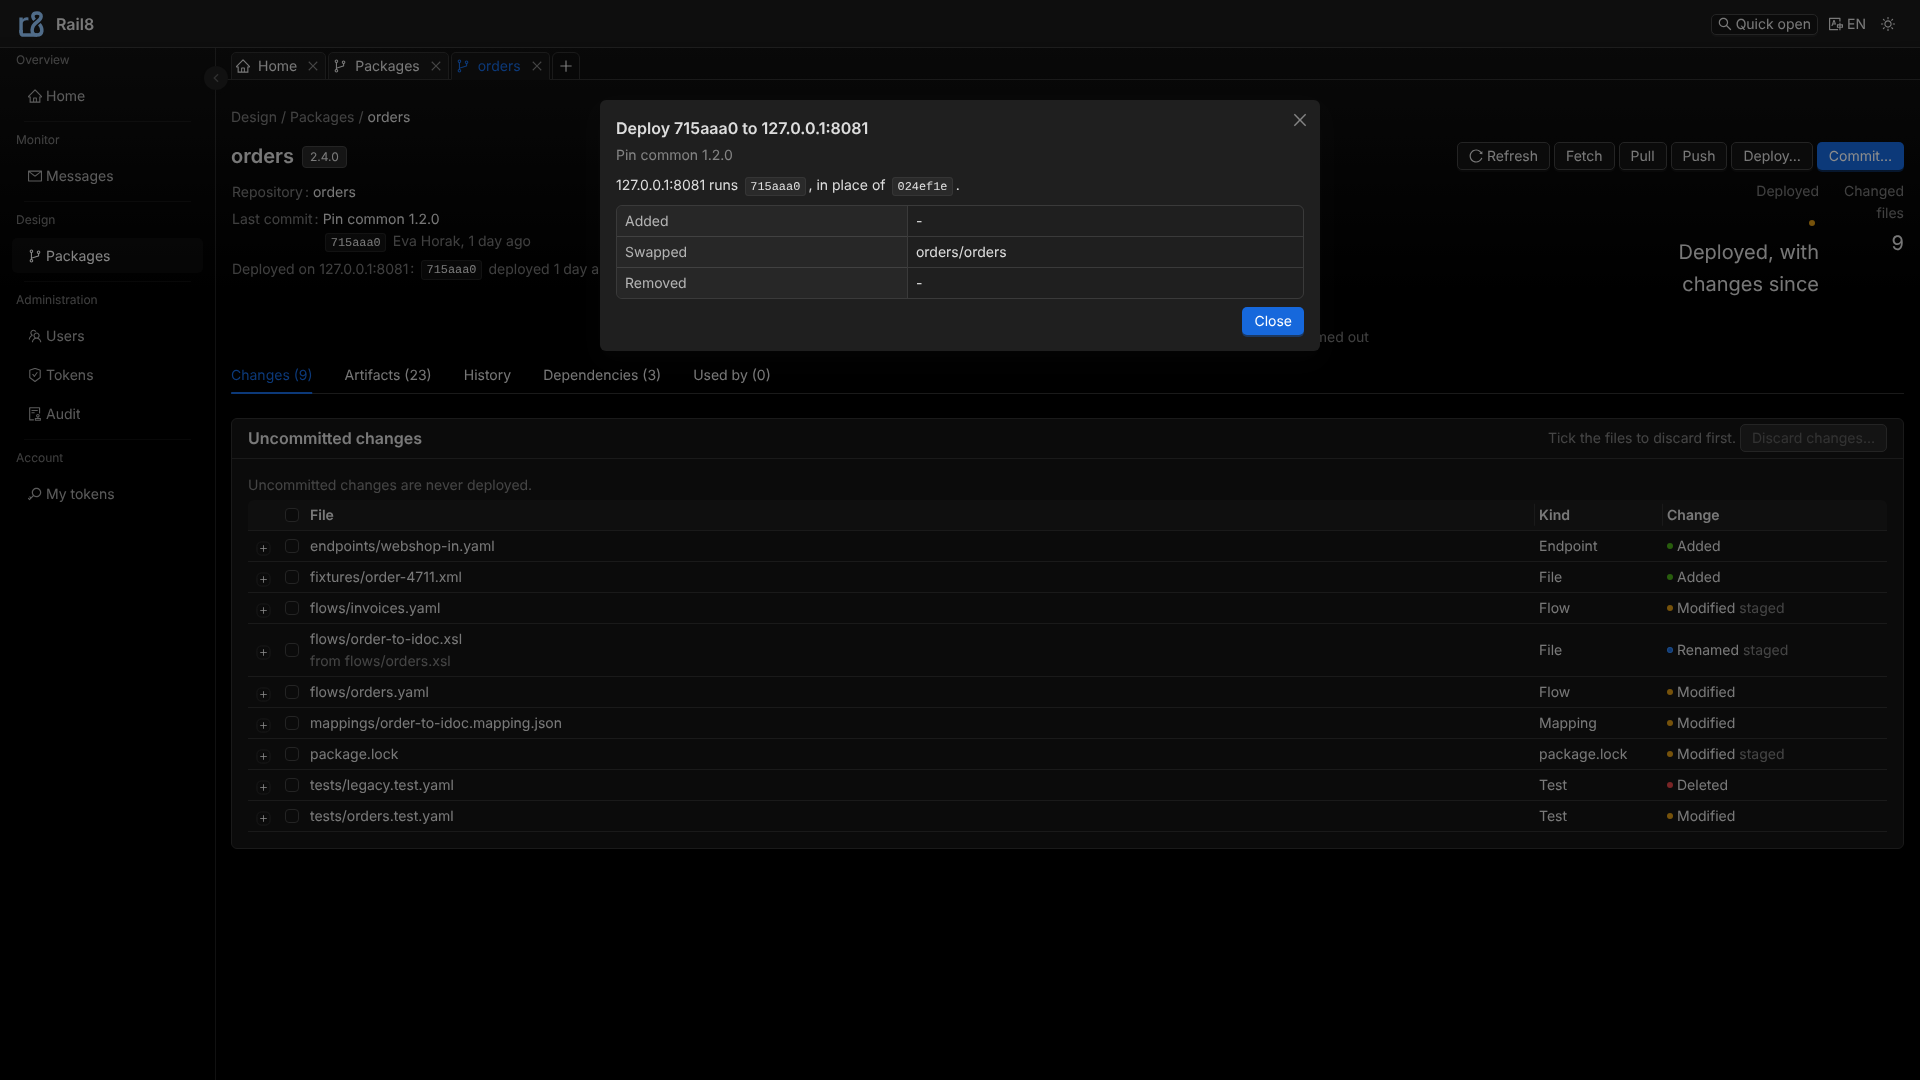 r8 Rail8
Quick open
EN
Overview
Home
Monitor
Messages
Design
Packages
Administration
Users
Tokens
Audit
Account
My tokens
Home
Packages
orders
Design / Packages / orders
orders 2.4.0
Refresh
Fetch
Pull
Push
Deploy...
Commit...
Repository: orders
Last commit: Pin common 1.2.0
715aaa0 Eva Horak, 1 day ago
Deployed on 127.0.0.1:8081: 715aaa0 deployed 1 day a
Deployed
Deployed, with
changes since
Changed
files
9
Deploy 715aaa0 to 127.0.0.1:8081
Pin common 1.2.0
127.0.0.1:8081 runs 715aaa0, in place of 024ef1e.
Added -
Swapped orders/orders
Removed -
Close
med out
Changes (9)
Artifacts (23)
History
Dependencies (3)
Used by (0)
Uncommitted changes
Tick the files to discard first. Discard changes...
Uncommitted changes are never deployed.
File Kind Change
endpoints/webshop-in.yaml Endpoint Added
fixtures/order-4711.xml File Added
flows/invoices.yaml Flow Modified staged
flows/order-to-idoc.xsl
from flows/orders.xsl File Renamed staged
flows/orders.yaml Flow Modified
mappings/order-to-idoc.mapping.json Mapping Modified
package.lock package.lock Modified staged
tests/legacy.test.yaml Test Deleted
tests/orders.test.yaml Test Modified